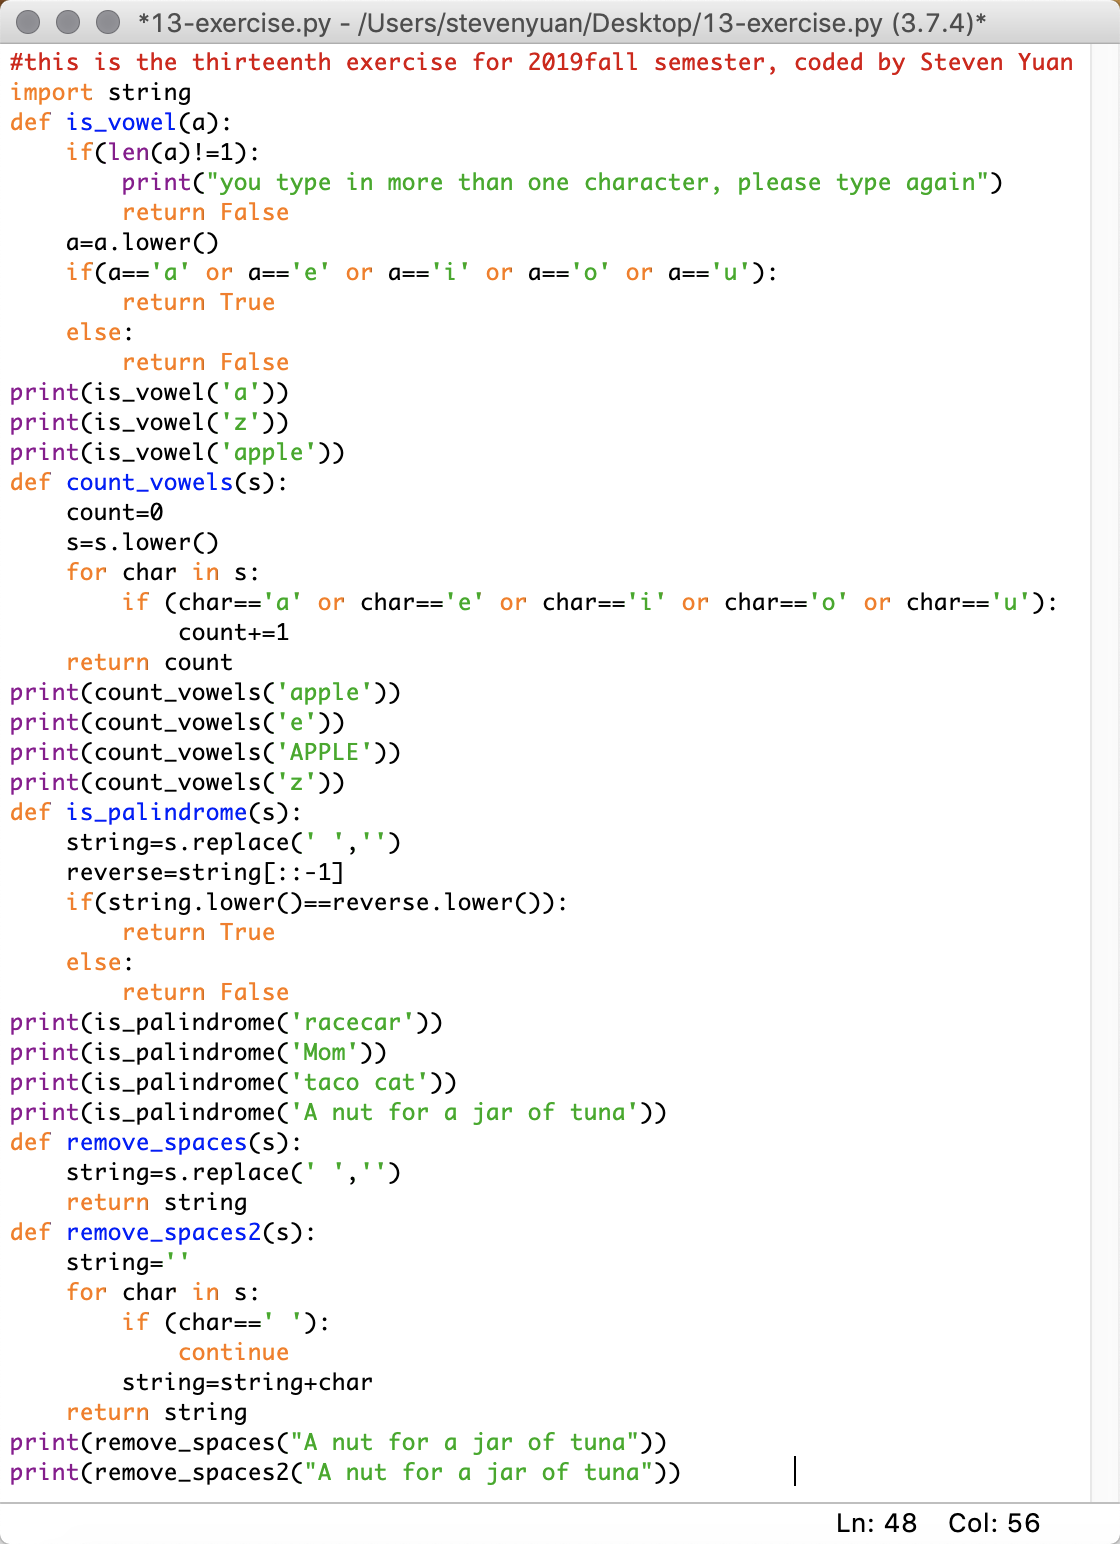 *13-exercise.py - /Users/stevenyuan/Desktop/13-exercise.py (3.7.4)*
#this is the thirteenth exercise for 2019fall semester, coded by Steven Yuan
import string
def is_vowel(a):
    if(len(a)!=1):
        print("you type in more than one character, please type again")
        return False
    a=a.lower()
    if(a=='a' or a=='e' or a=='i' or a=='o' or a=='u'):
        return True
    else:
        return False
print(is_vowel('a'))
print(is_vowel('z'))
print(is_vowel('apple'))
def count_vowels(s):
    count=0
    s=s.lower()
    for char in s:
        if (char=='a' or char=='e' or char=='i' or char=='o' or char=='u'):
            count+=1
    return count
print(count_vowels('apple'))
print(count_vowels('e'))
print(count_vowels('APPLE'))
print(count_vowels('z'))
def is_palindrome(s):
    string=s.replace(' ','')
    reverse=string[::-1]
    if(string.lower()==reverse.lower()):
        return True
    else:
        return False
print(is_palindrome('racecar'))
print(is_palindrome('Mom'))
print(is_palindrome('taco cat'))
print(is_palindrome('A nut for a jar of tuna'))
def remove_spaces(s):
    string=s.replace(' ','')
    return string
def remove_spaces2(s):
    string=''
    for char in s:
        if (char==' '):
            continue
        string=string+char
    return string
print(remove_spaces("A nut for a jar of tuna"))
print(remove_spaces2("A nut for a jar of tuna"))
Ln: 48 Col: 56